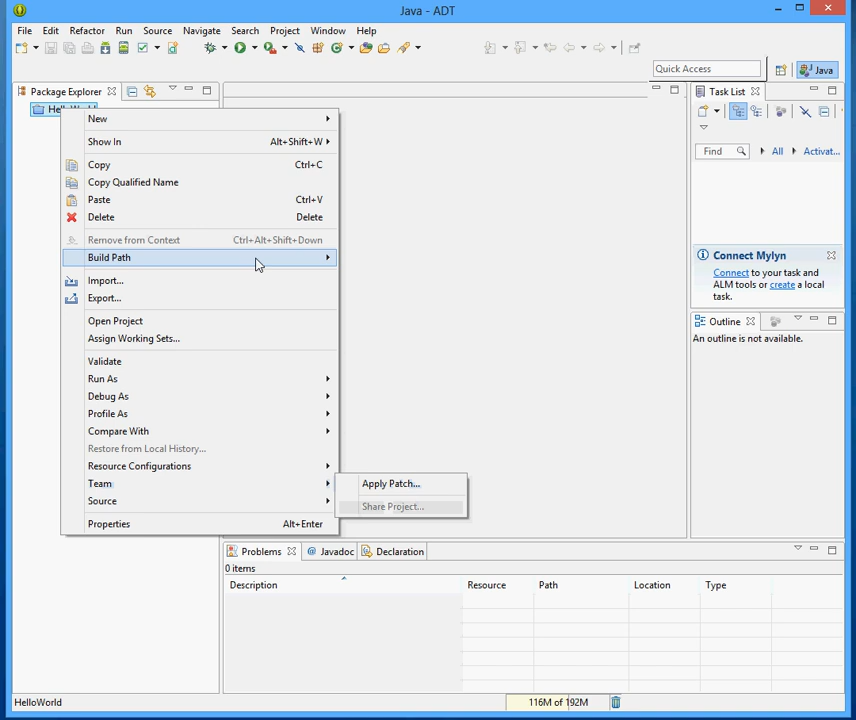 Java - ADT
File Edit Refactor Run Source Navigate Search Project Window Help
Quick Access
Java
Package Explorer
Task List
New
Show In Alt+Shift+W
Copy Ctrl+C
Copy Qualified Name
Paste Ctrl+V
Delete Delete
Remove from Context Ctrl+Alt+Shift+Down
Build Path
Import...
Export...
Open Project
Assign Working Sets...
Validate
Run As
Debug As
Profile As
Compare With
Restore from Local History...
Resource Configurations
Team
Source
Properties Alt+Enter
Apply Patch...
Share Project...
Find All Activat...
Connect Mylyn
Connect to your task and
ALM tools or create a local
task.
Outline
An outline is not available.
Problems @ Javadoc Declaration
0 items
Description Resource Path Location Type
HelloWorld 116M of 192M